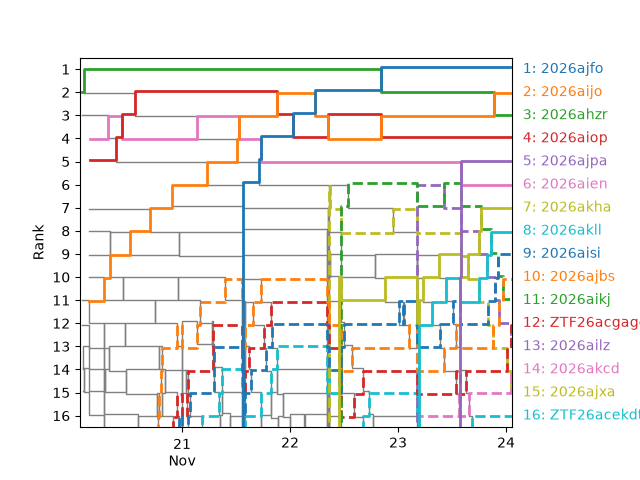 1
2
3
4
5
6
7
8
9
10
11
12
13
14
15
16
Rank
21
22
23
24
Nov
1: 2026ajfo
2: 2026aijo
3: 2026ahzr
4: 2026aiop
5: 2026ajpa
6: 2026aien
7: 2026akha
8: 2026akll
9: 2026aisi
10: 2026ajbs
11: 2026aikj
12: ZTF26acgag
13: 2026ailz
14: 2026akcd
15: 2026ajxa
16: ZTF26acekd